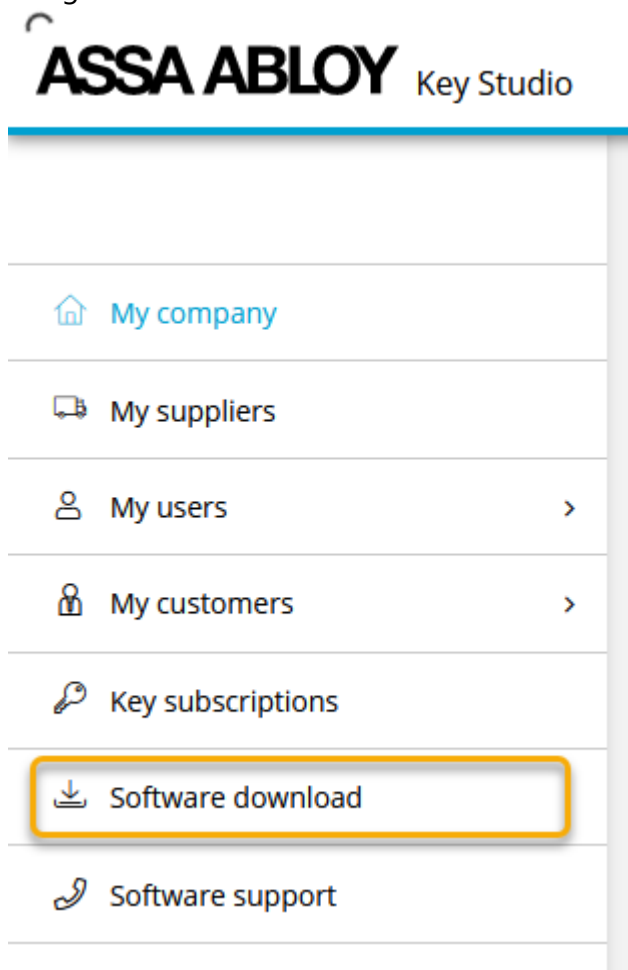 ASSA ABLOY Key Studio
My company
My suppliers
My users
My customers
Key subscriptions
Software download
Software support